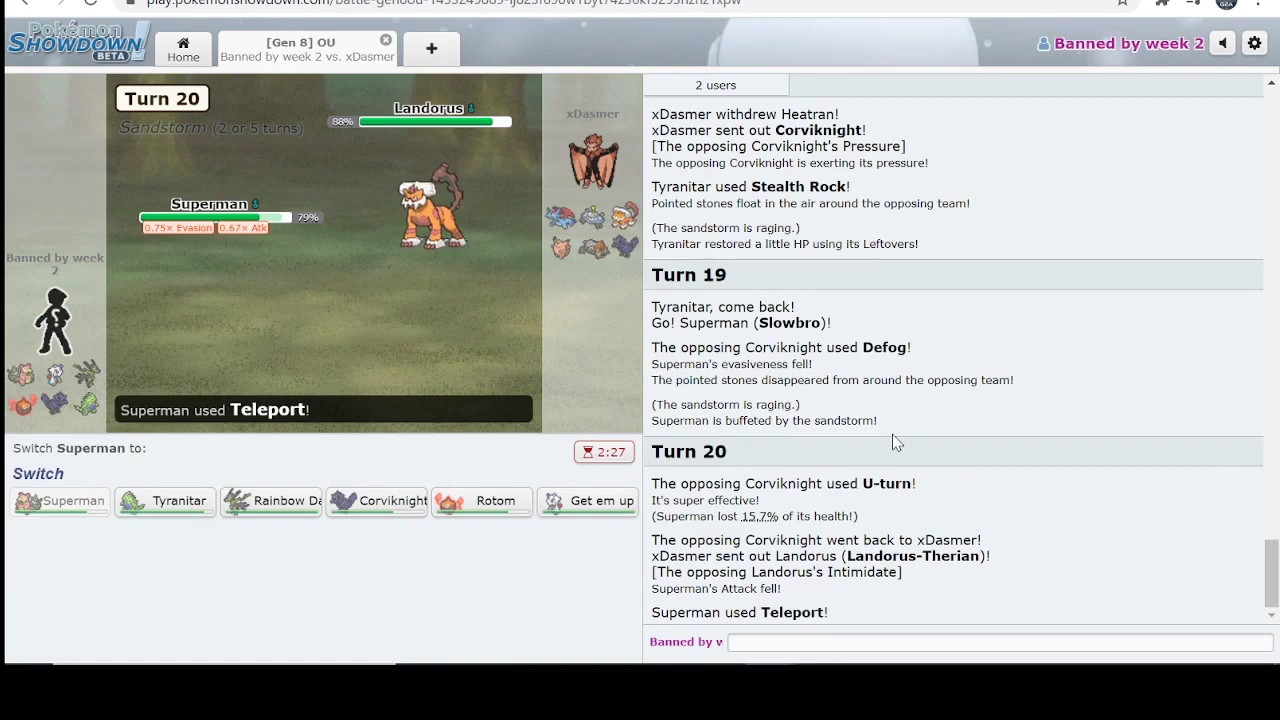 play.pokemonshowdown.com/battle-gen8ou-
Pokémon
SHOWDOWN!
BETA
Home
[Gen 8] OU
Banned by week 2 vs. xDasmer
+
Banned by week 2
Turn 20
Sandstorm (2 or 5 turns)
Landorus
88%
xDasmer
Superman
79%
0.75× Evasion 0.67× Atk
Banned by week
2
Superman used Teleport!
Switch Superman to:
2:27
Switch
Superman
Tyranitar
Rainbow Da
Corviknight
Rotom
Get em up
2 users
xDasmer withdrew Heatran!
xDasmer sent out Corviknight!
[The opposing Corviknight's Pressure]
The opposing Corviknight is exerting its pressure!
Tyranitar used Stealth Rock!
Pointed stones float in the air around the opposing team!
(The sandstorm is raging.)
Tyranitar restored a little HP using its Leftovers!
Turn 19
Tyranitar, come back!
Go! Superman (Slowbro)!
The opposing Corviknight used Defog!
Superman's evasiveness fell!
The pointed stones disappeared from around the opposing team!
(The sandstorm is raging.)
Superman is buffeted by the sandstorm!
Turn 20
The opposing Corviknight used U-turn!
It's super effective!
(Superman lost 15.7% of its health!)
The opposing Corviknight went back to xDasmer!
xDasmer sent out Landorus (Landorus-Therian)!
[The opposing Landorus's Intimidate]
Superman's Attack fell!
Superman used Teleport!
Banned by w